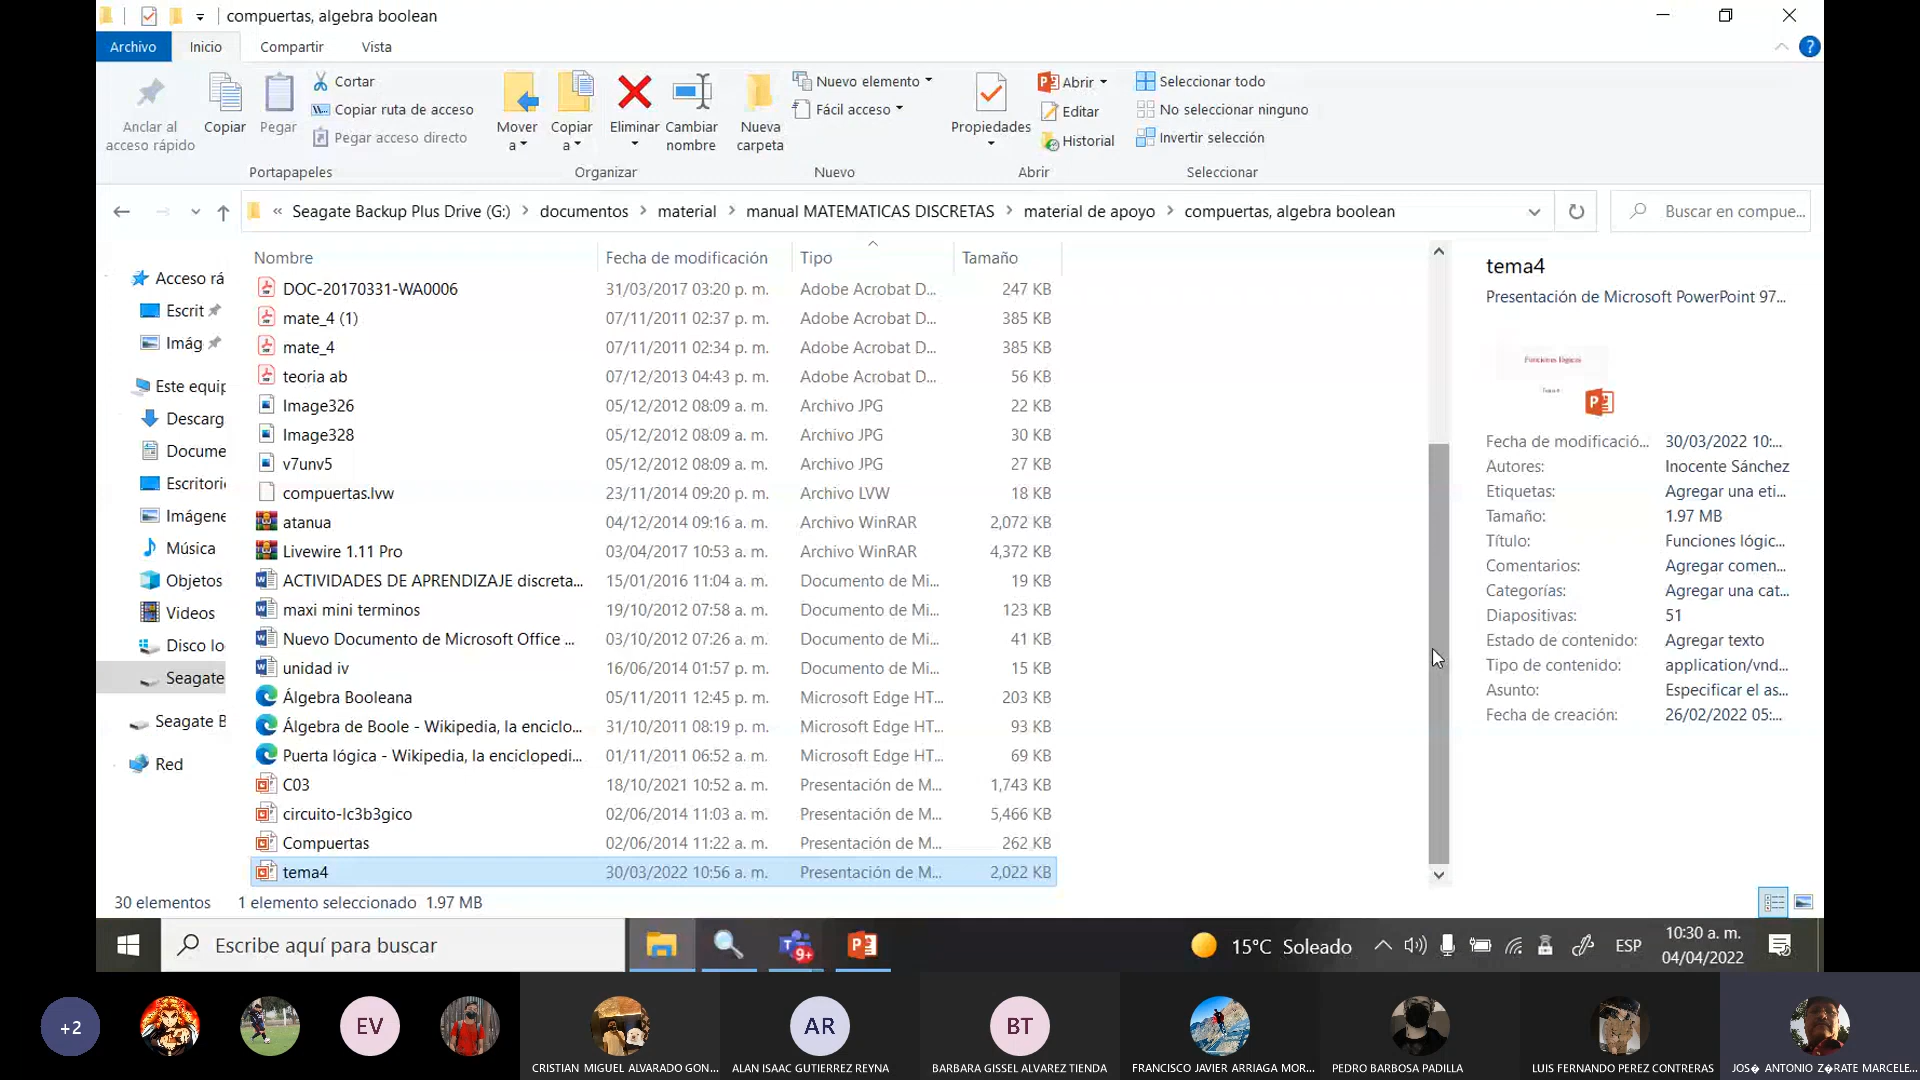 compuertas, algebra boolean
Archivo Inicio Compartir Vista
Anclar al acceso rápido
Copiar
Pegar
Cortar
Copiar ruta de acceso
Pegar acceso directo
Portapapeles
Mover a
Copiar a
Eliminar
Cambiar nombre
Organizar
Nueva carpeta
Nuevo elemento
Fácil acceso
Nuevo
Propiedades
Abrir
Editar
Historial
Abrir
Seleccionar todo
No seleccionar ninguno
Invertir selección
Seleccionar
« Seagate Backup Plus Drive (G:) > documentos > material > manual MATEMATICAS DISCRETAS > material de apoyo > compuertas, algebra boolean
Buscar en compue...
Acceso rá
Escrit
Imág
Este equip
Descarg
Docume
Escritori
Imágene
Música
Objetos
Videos
Disco lo
Seagate
Seagate B
Red
Nombre Fecha de modificación Tipo Tamaño
DOC-20170331-WA0006 31/03/2017 03:20 p. m. Adobe Acrobat D... 247 KB
mate_4 (1) 07/11/2011 02:37 p. m. Adobe Acrobat D... 385 KB
mate_4 07/11/2011 02:34 p. m. Adobe Acrobat D... 385 KB
teoria ab 07/12/2013 04:43 p. m. Adobe Acrobat D... 56 KB
Image326 05/12/2012 08:09 a. m. Archivo JPG 22 KB
Image328 05/12/2012 08:09 a. m. Archivo JPG 30 KB
v7unv5 05/12/2012 08:09 a. m. Archivo JPG 27 KB
compuertas.lvw 23/11/2014 09:20 p. m. Archivo LVW 18 KB
atanua 04/12/2014 09:16 a. m. Archivo WinRAR 2,072 KB
Livewire 1.11 Pro 03/04/2017 10:53 a. m. Archivo WinRAR 4,372 KB
ACTIVIDADES DE APRENDIZAJE discreta... 15/01/2016 11:04 a. m. Documento de Mi... 19 KB
maxi mini terminos 19/10/2012 07:58 a. m. Documento de Mi... 123 KB
Nuevo Documento de Microsoft Office ... 03/10/2012 07:26 a. m. Documento de Mi... 41 KB
unidad iv 16/06/2014 01:57 p. m. Documento de Mi... 15 KB
Álgebra Booleana 05/11/2011 12:45 p. m. Microsoft Edge HT... 203 KB
Álgebra de Boole - Wikipedia, la enciclo... 31/10/2011 08:19 p. m. Microsoft Edge HT... 93 KB
Puerta lógica - Wikipedia, la enciclopedi... 01/11/2011 06:52 a. m. Microsoft Edge HT... 69 KB
C03 18/10/2021 10:52 a. m. Presentación de M... 1,743 KB
circuito-lc3b3gico 02/06/2014 11:03 a. m. Presentación de M... 5,466 KB
Compuertas 02/06/2014 11:22 a. m. Presentación de M... 262 KB
tema4 30/03/2022 10:56 a. m. Presentación de M... 2,022 KB
tema4
Presentación de Microsoft PowerPoint 97...
Funciones lógicas
Fecha de modificació... 30/03/2022 10:...
Autores: Inocente Sánchez
Etiquetas: Agregar una eti...
Tamaño: 1.97 MB
Título: Funciones lógic...
Comentarios: Agregar comen...
Categorías: Agregar una cat...
Diapositivas: 51
Estado de contenido: Agregar texto
Tipo de contenido: application/vnd...
Asunto: Especificar el as...
Fecha de creación: 26/02/2022 05:...
30 elementos 1 elemento seleccionado 1.97 MB
Escribe aquí para buscar
9+
15°C Soleado
ESP
10:30 a. m.
04/04/2022
+2
EV
AR
BT
CRISTIAN MIGUEL ALVARADO GON...
ALAN ISAAC GUTIERREZ REYNA
BARBARA GISSEL ALVAREZ TIENDA
FRANCISCO JAVIER ARRIAGA MOR...
PEDRO BARBOSA PADILLA
LUIS FERNANDO PEREZ CONTRERAS
JOS� ANTONIO Z�RATE MARCELE...